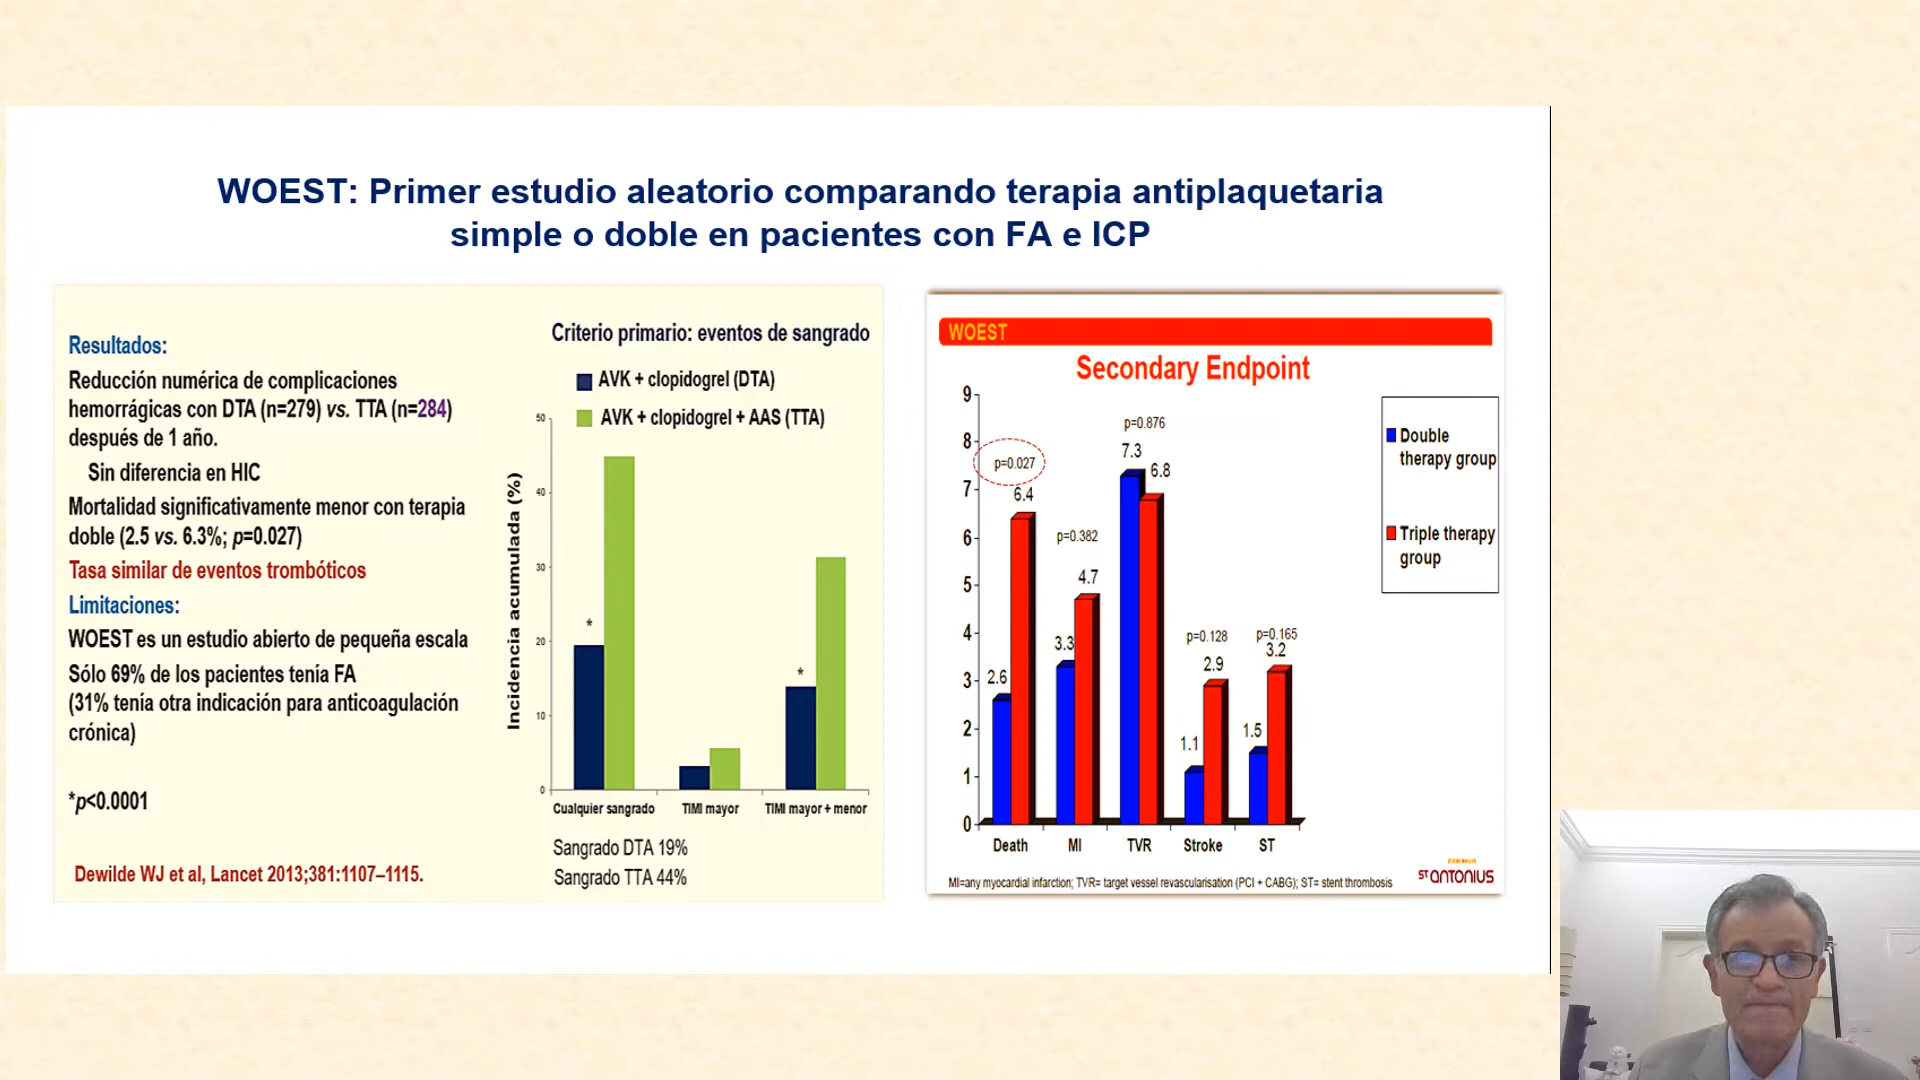 WOEST: Primer estudio aleatorio comparando terapia antiplaquetaria
simple o doble en pacientes con FA e ICP
Resultados:
Reducción numérica de complicaciones
hemorrágicas con DTA (n=279) vs. TTA (n=284)
después de 1 año.
Sin diferencia en HIC
Mortalidad significativamente menor con terapia
doble (2.5 vs. 6.3%; p=0.027)
Tasa similar de eventos trombóticos
Limitaciones:
WOEST es un estudio abierto de pequeña escala
Sólo 69% de los pacientes tenía FA
(31% tenía otra indicación para anticoagulación
crónica)
*p<0.0001
Dewilde WJ et al, Lancet 2013;381:1107–1115.
Criterio primario: eventos de sangrado
AVK + clopidogrel (DTA)
AVK + clopidogrel + AAS (TTA)
Incidencia acumulada (%)
50
40
30
20
10
0
*
*
Cualquier sangrado
TIMI mayor
TIMI mayor + menor
Sangrado DTA 19%
Sangrado TTA 44%
WOEST
Secondary Endpoint
9
8
7
6
5
4
3
2
1
0
p=0.027
2.6
6.4
p=0.382
3.3
4.7
p=0.876
7.3
6.8
p=0.128
1.1
2.9
p=0.165
1.5
3.2
Death
MI
TVR
Stroke
ST
Double
therapy group
Triple therapy
group
MI=any myocardial infarction; TVR= target vessel revascularisation (PCI + CABG); ST= stent thrombosis
ST ANTONIUS